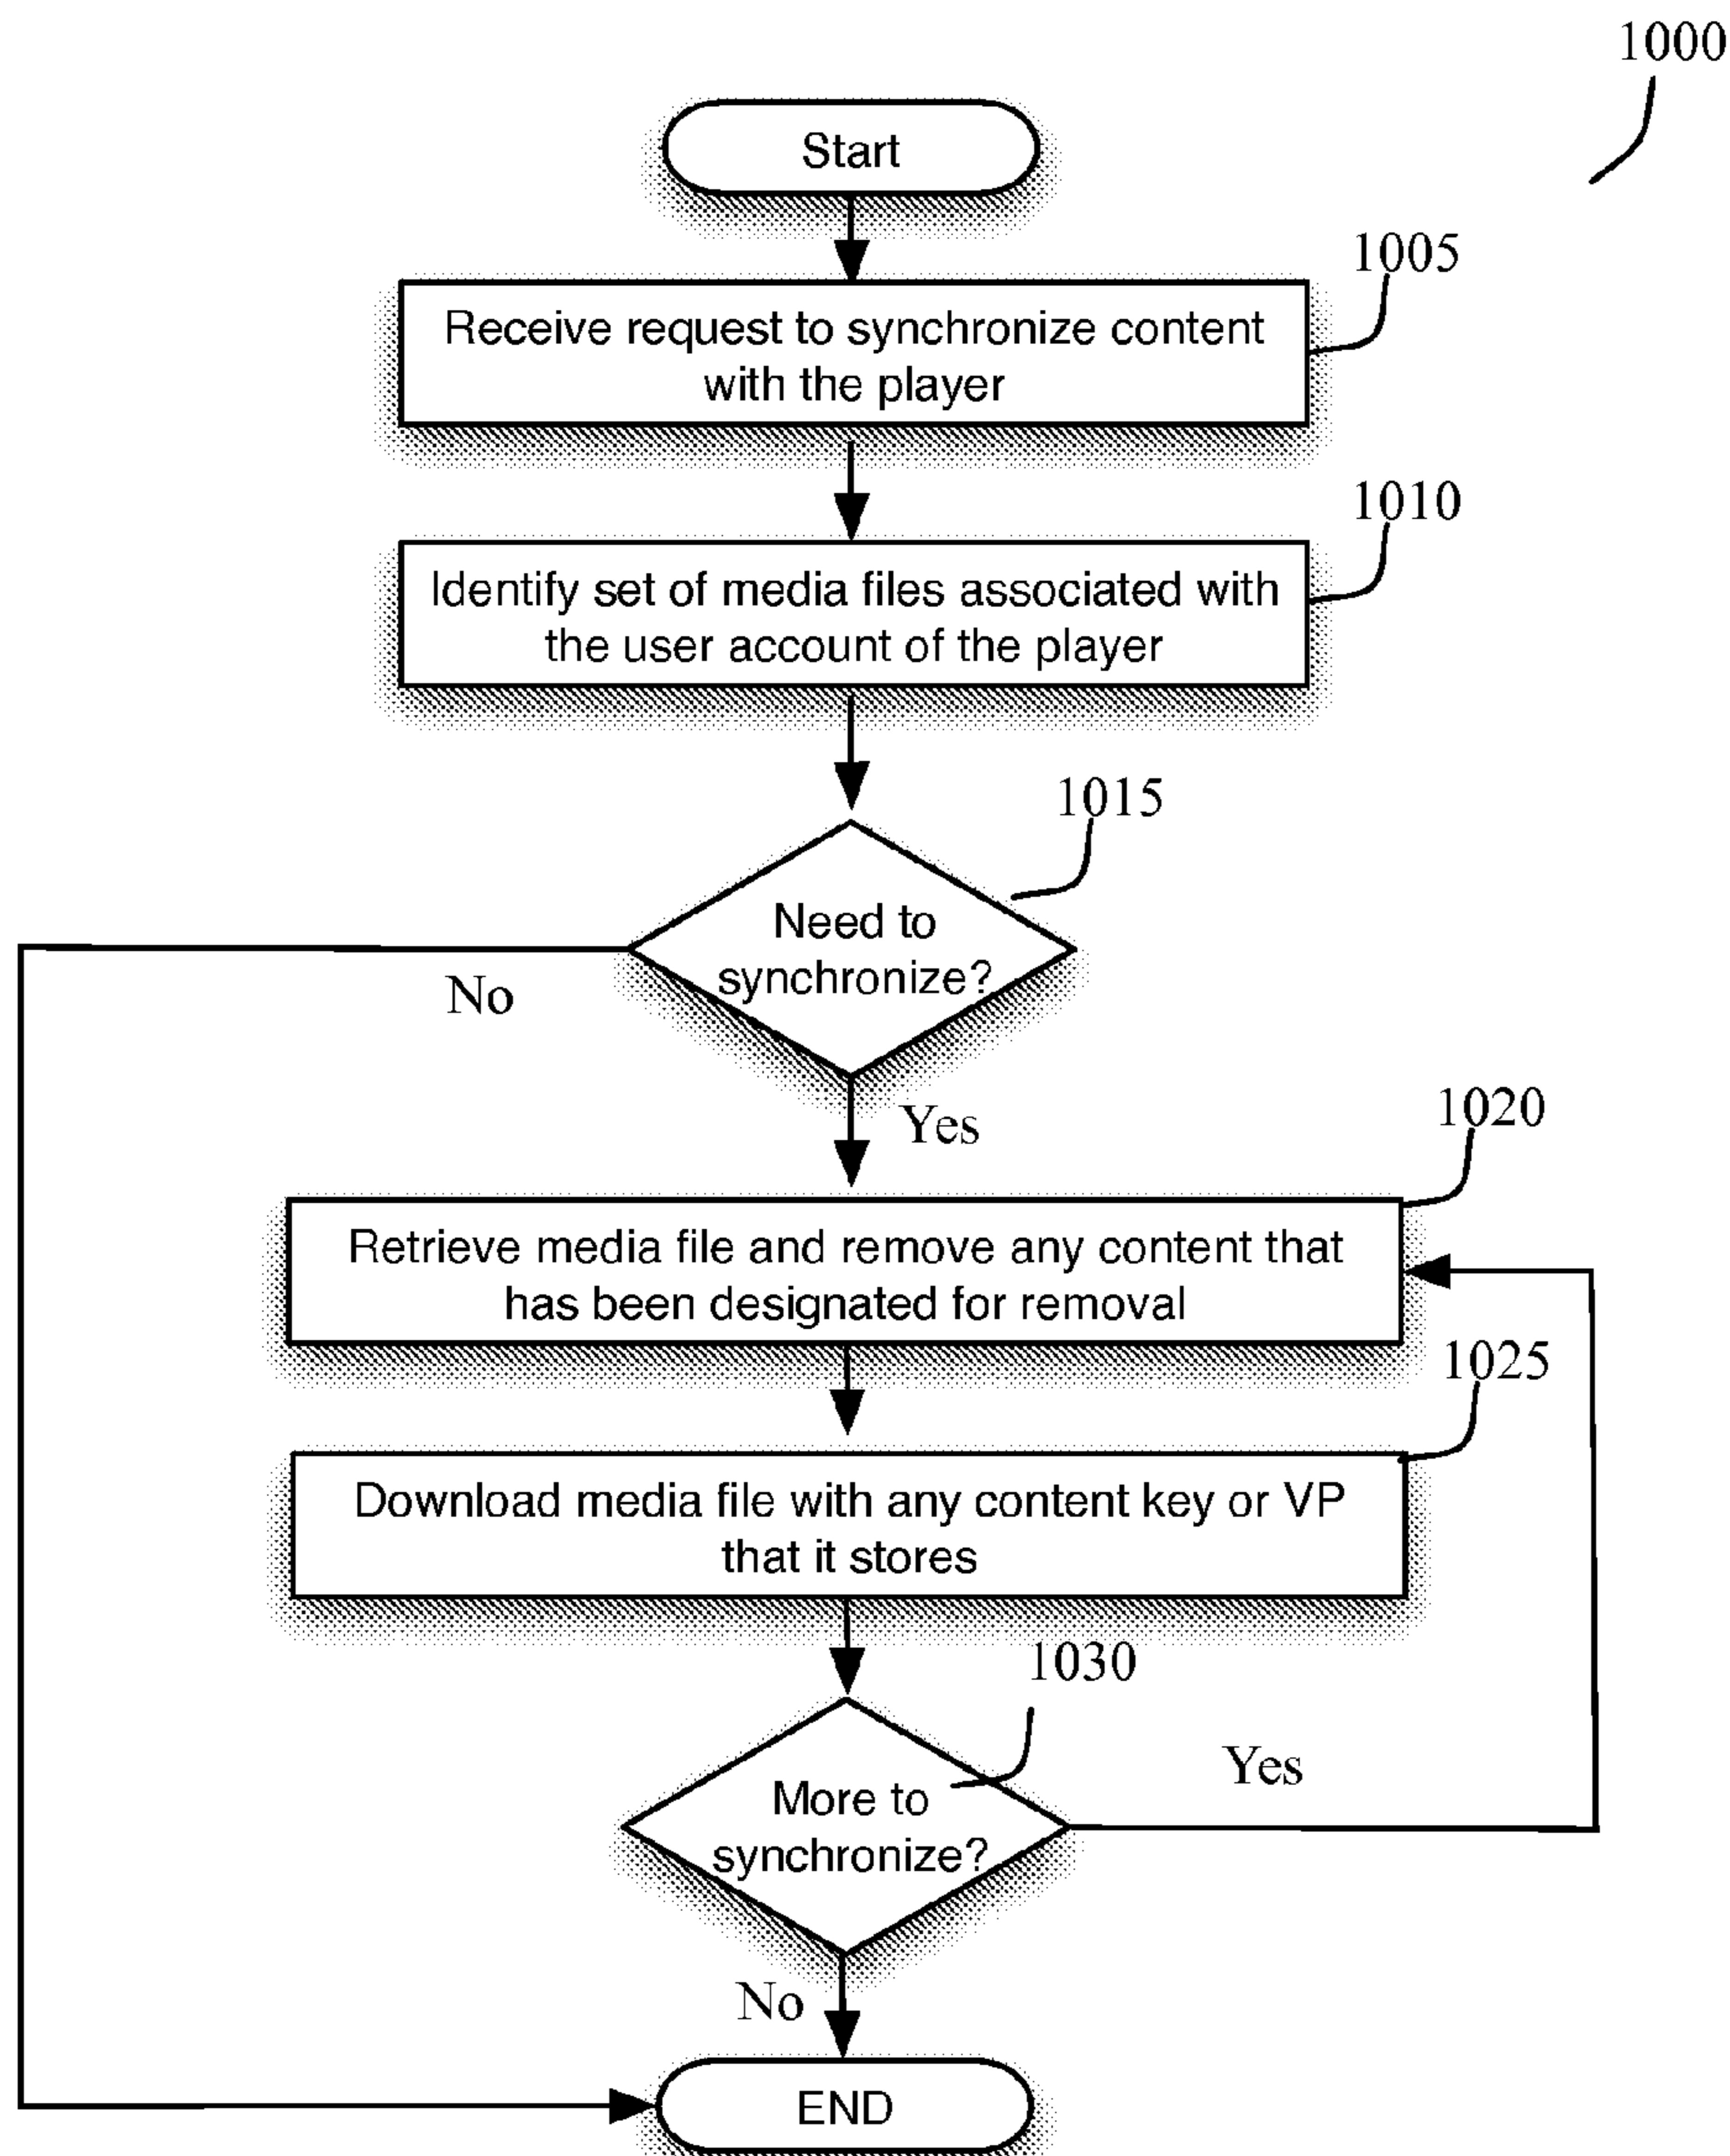 1000
Start
1005
Receive request to synchronize content
with the player
1010
Identify set of media files associated with
the user account of the player
1015
Need to
synchronize?
No
Yes
1020
Retrieve media file and remove any content that
has been designated for removal
1025
Download media file with any content key or VP
that it stores
1030
More to
synchronize?
Yes
No
END